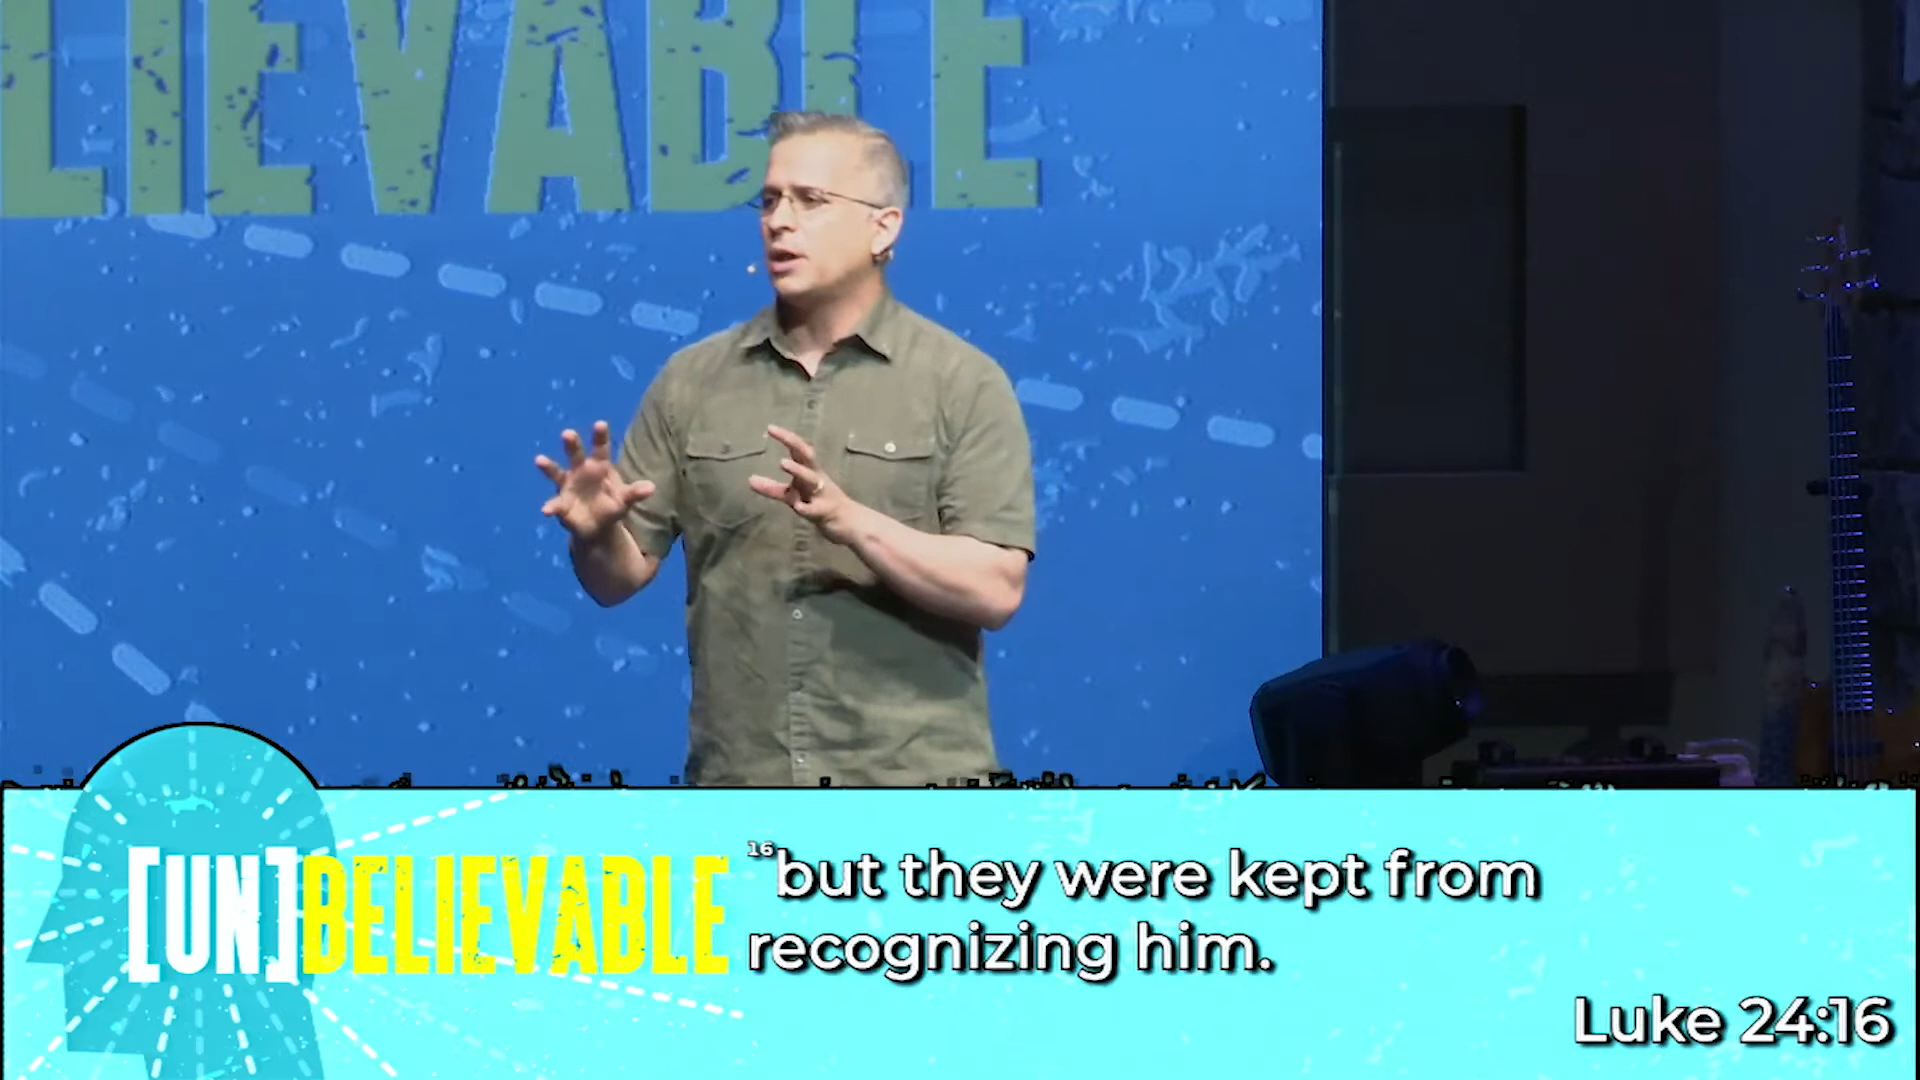 LIEVABLE
[UN]BELIEVABLE
16 but they were kept from
recognizing him.
Luke 24:16